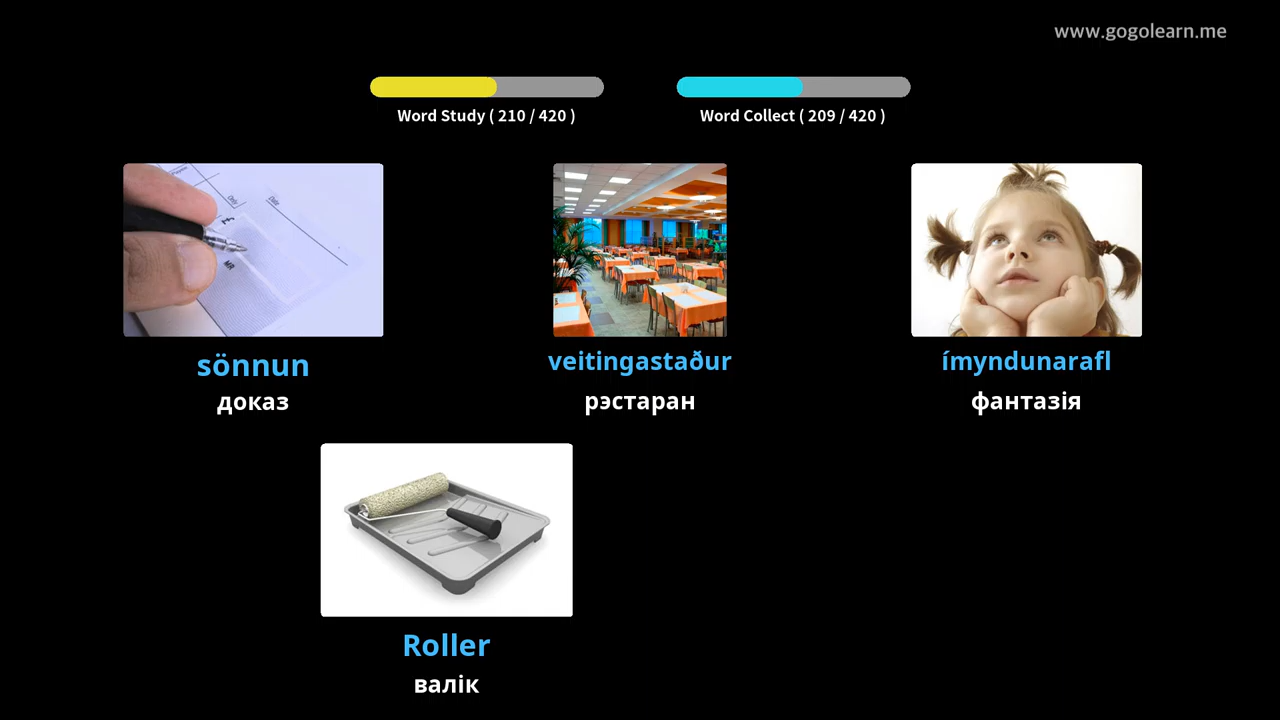 www.gogolearn.me
Word Study ( 210 / 420 )
Word Collect ( 209 / 420 )
sönnun
veitingastaður
ímyndunarafl
доказ
рэстаран
фантазія
Roller
валік